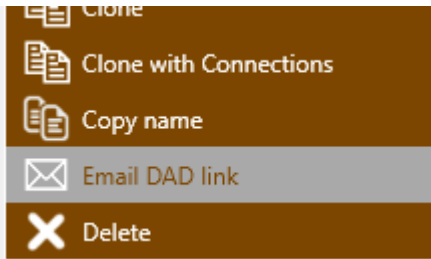 Clone
Clone with Connections
Copy name
Email DAD link
Delete